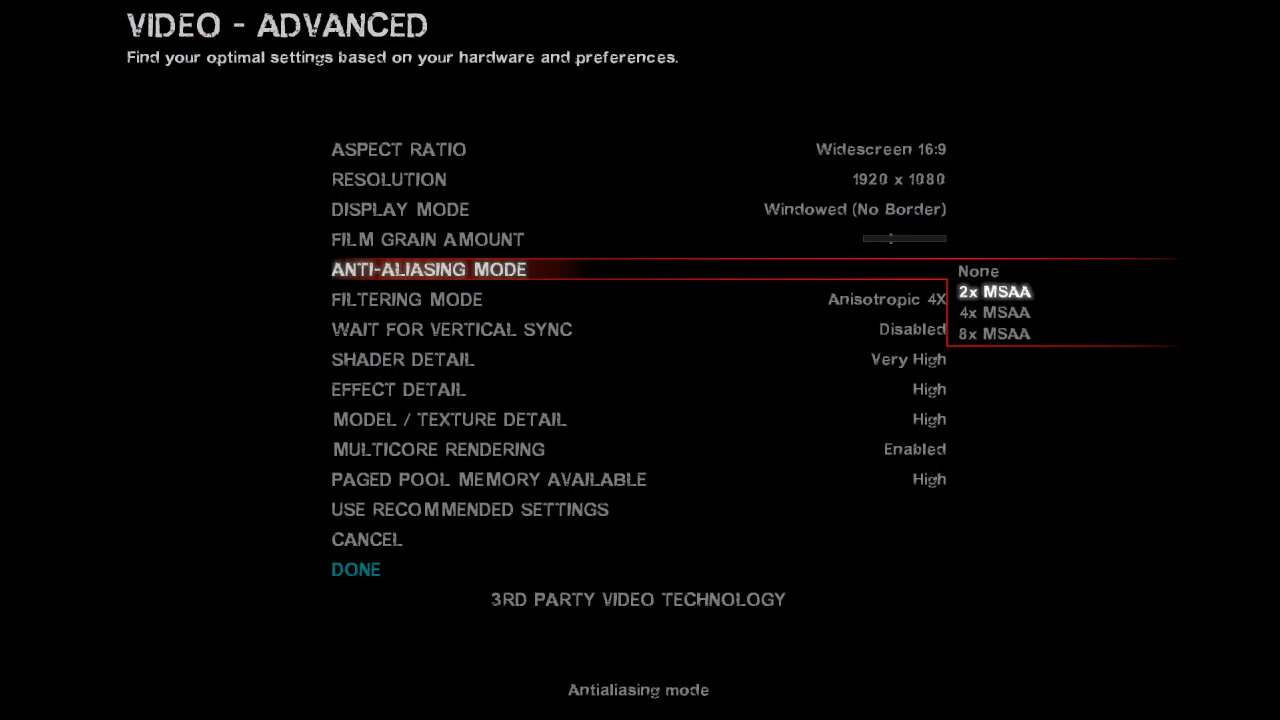 VIDEO - ADVANCED
Find your optimal settings based on your hardware and preferences.
ASPECT RATIO Widescreen 16:9
RESOLUTION 1920 x 1080
DISPLAY MODE Windowed (No Border)
FILM GRAIN AMOUNT
ANTI-ALIASING MODE
None
2x MSAA
4x MSAA
8x MSAA
FILTERING MODE Anisotropic 4X
WAIT FOR VERTICAL SYNC Disabled
SHADER DETAIL Very High
EFFECT DETAIL High
MODEL / TEXTURE DETAIL High
MULTICORE RENDERING Enabled
PAGED POOL MEMORY AVAILABLE High
USE RECOMMENDED SETTINGS
CANCEL
DONE
3RD PARTY VIDEO TECHNOLOGY
Antialiasing mode